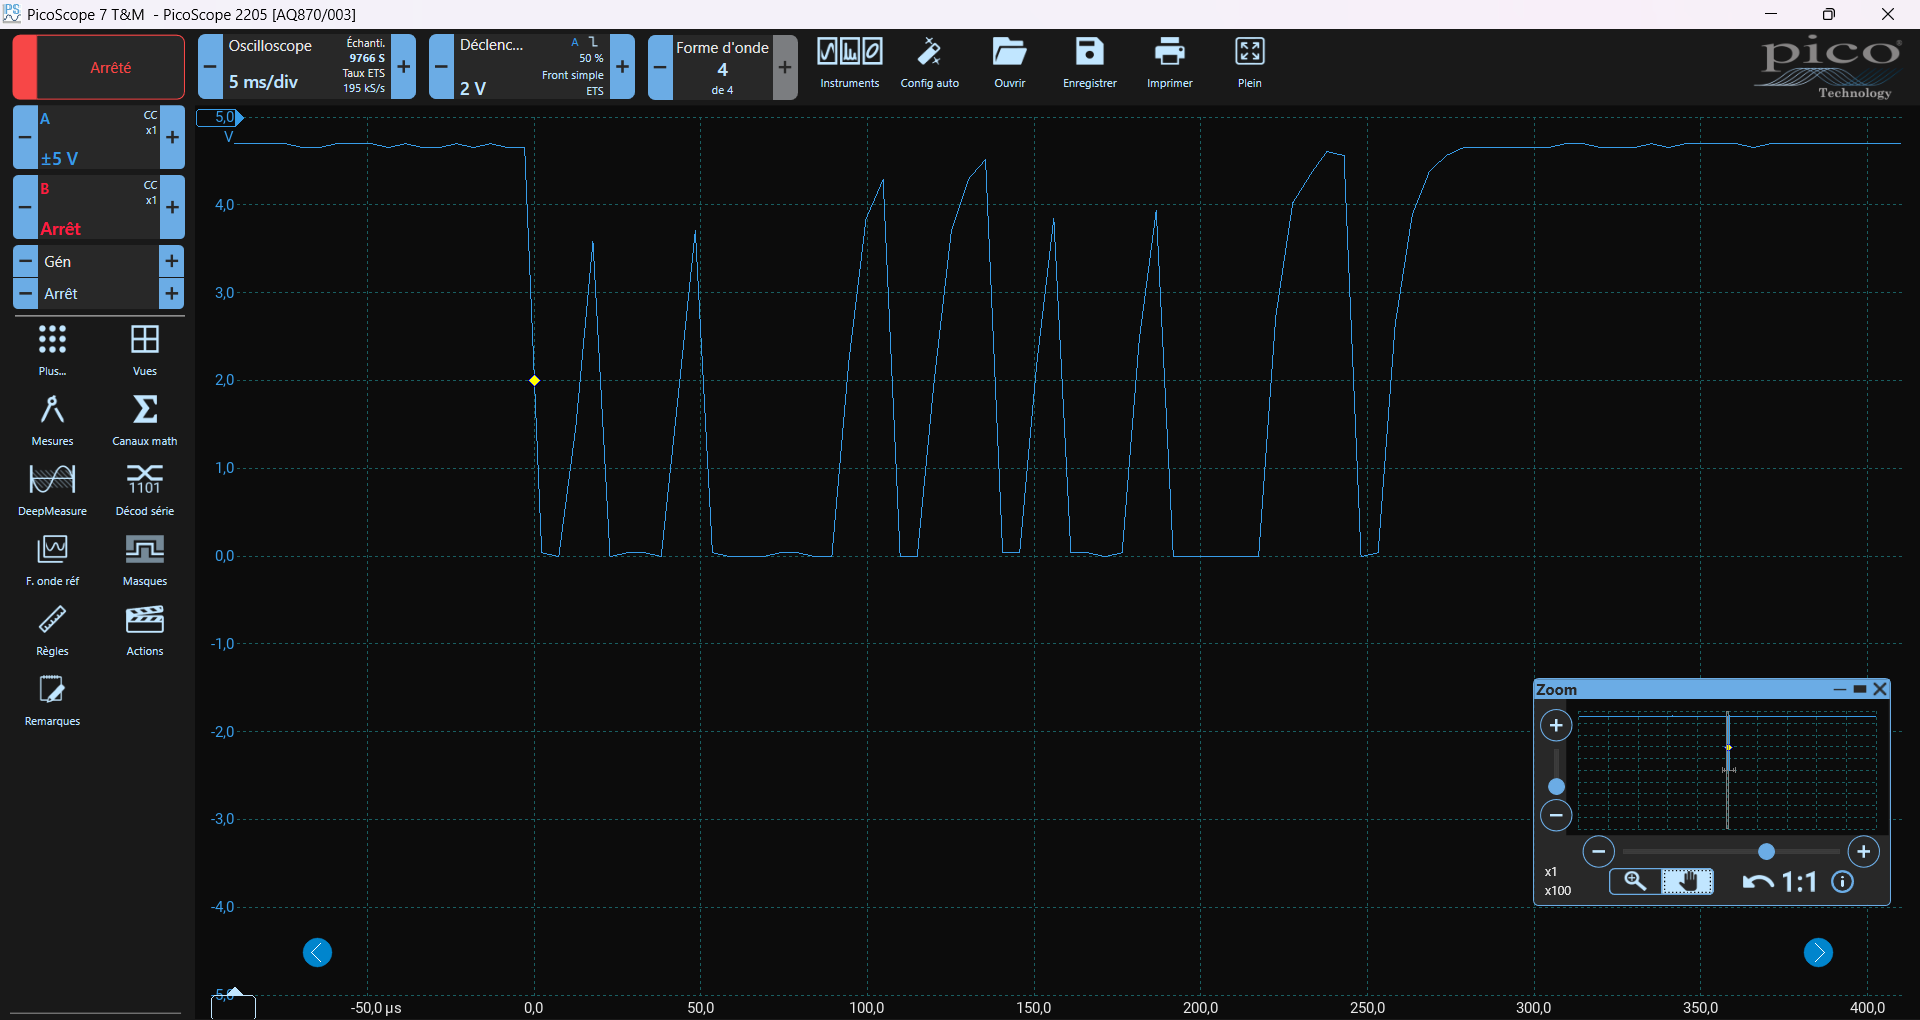 PicoScope 7 T&M - PicoScope 2205 [AQ870/003]
Arrêté
Oscilloscope
5 ms/div
Échanti.
9766 S
Taux ETS
195 kS/s
Déclenc...
2 V
A
50 %
Front simple
ETS
Forme d'onde
4
de 4
Instruments
Config auto
Ouvrir
Enregistrer
Imprimer
Plein
pico
Technology
A
CC
x1
±5 V
B
CC
x1
Arrêt
Gén
Arrêt
Plus...
Vues
Mesures
Canaux math
DeepMeasure
1101
Décod série
F. onde réf
Masques
Règles
Actions
Remarques
5,0
V
4,0
3,0
2,0
1,0
0,0
-1,0
-2,0
-3,0
-4,0
-50,0 µs
0,0
50,0
100,0
150,0
200,0
250,0
300,0
350,0
400,0
Zoom
x1
x100
1:1